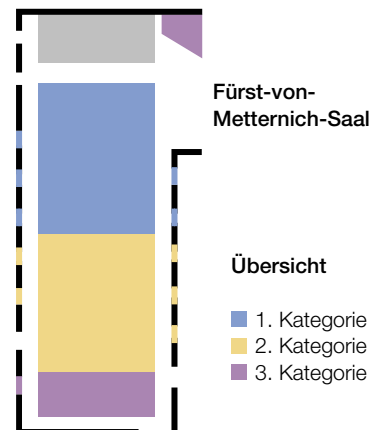 Fürst-von-
Metternich-Saal
Übersicht
1. Kategorie
2. Kategorie
3. Kategorie